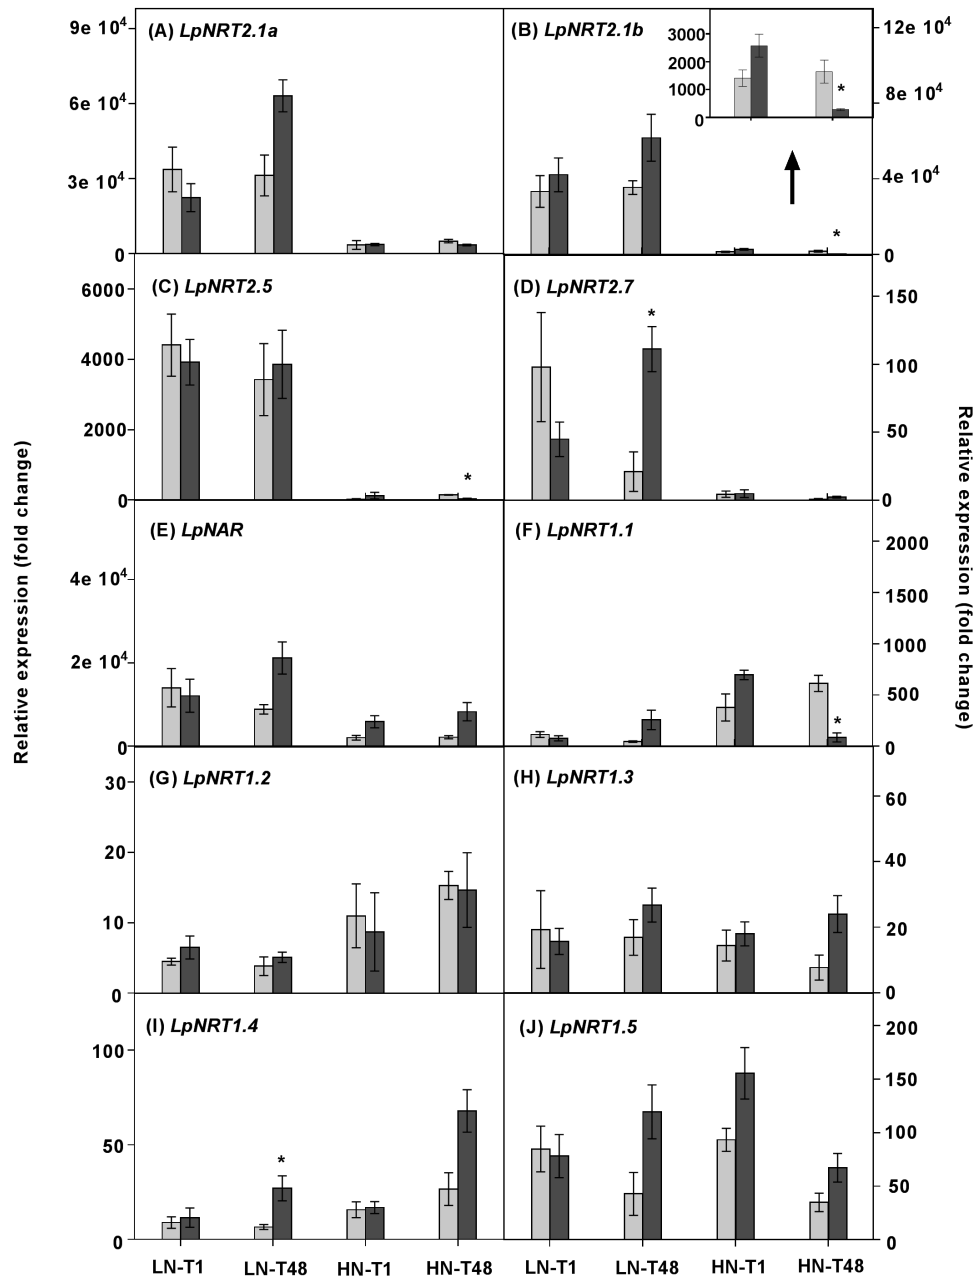 9e 10⁴
6e 10⁴
3e 10⁴
0
(A) LpNRT2.1a
(B) LpNRT2.1b
3000
2000
1000
0
*
*
12e 10⁴
8e 10⁴
4e 10⁴
0
6000
4000
2000
0
(C) LpNRT2.5
*
(D) LpNRT2.7
*
150
100
50
0
Relative expression (fold change)
Relative expression (fold change)
4e 10⁴
2e 10⁴
0
(E) LpNAR
(F) LpNRT1.1
*
2000
1500
1000
500
0
30
20
10
0
(G) LpNRT1.2
(H) LpNRT1.3
60
40
20
0
100
50
0
(I) LpNRT1.4
*
(J) LpNRT1.5
200
150
100
50
0
LN-T1 LN-T48 HN-T1 HN-T48 LN-T1 LN-T48 HN-T1 HN-T48